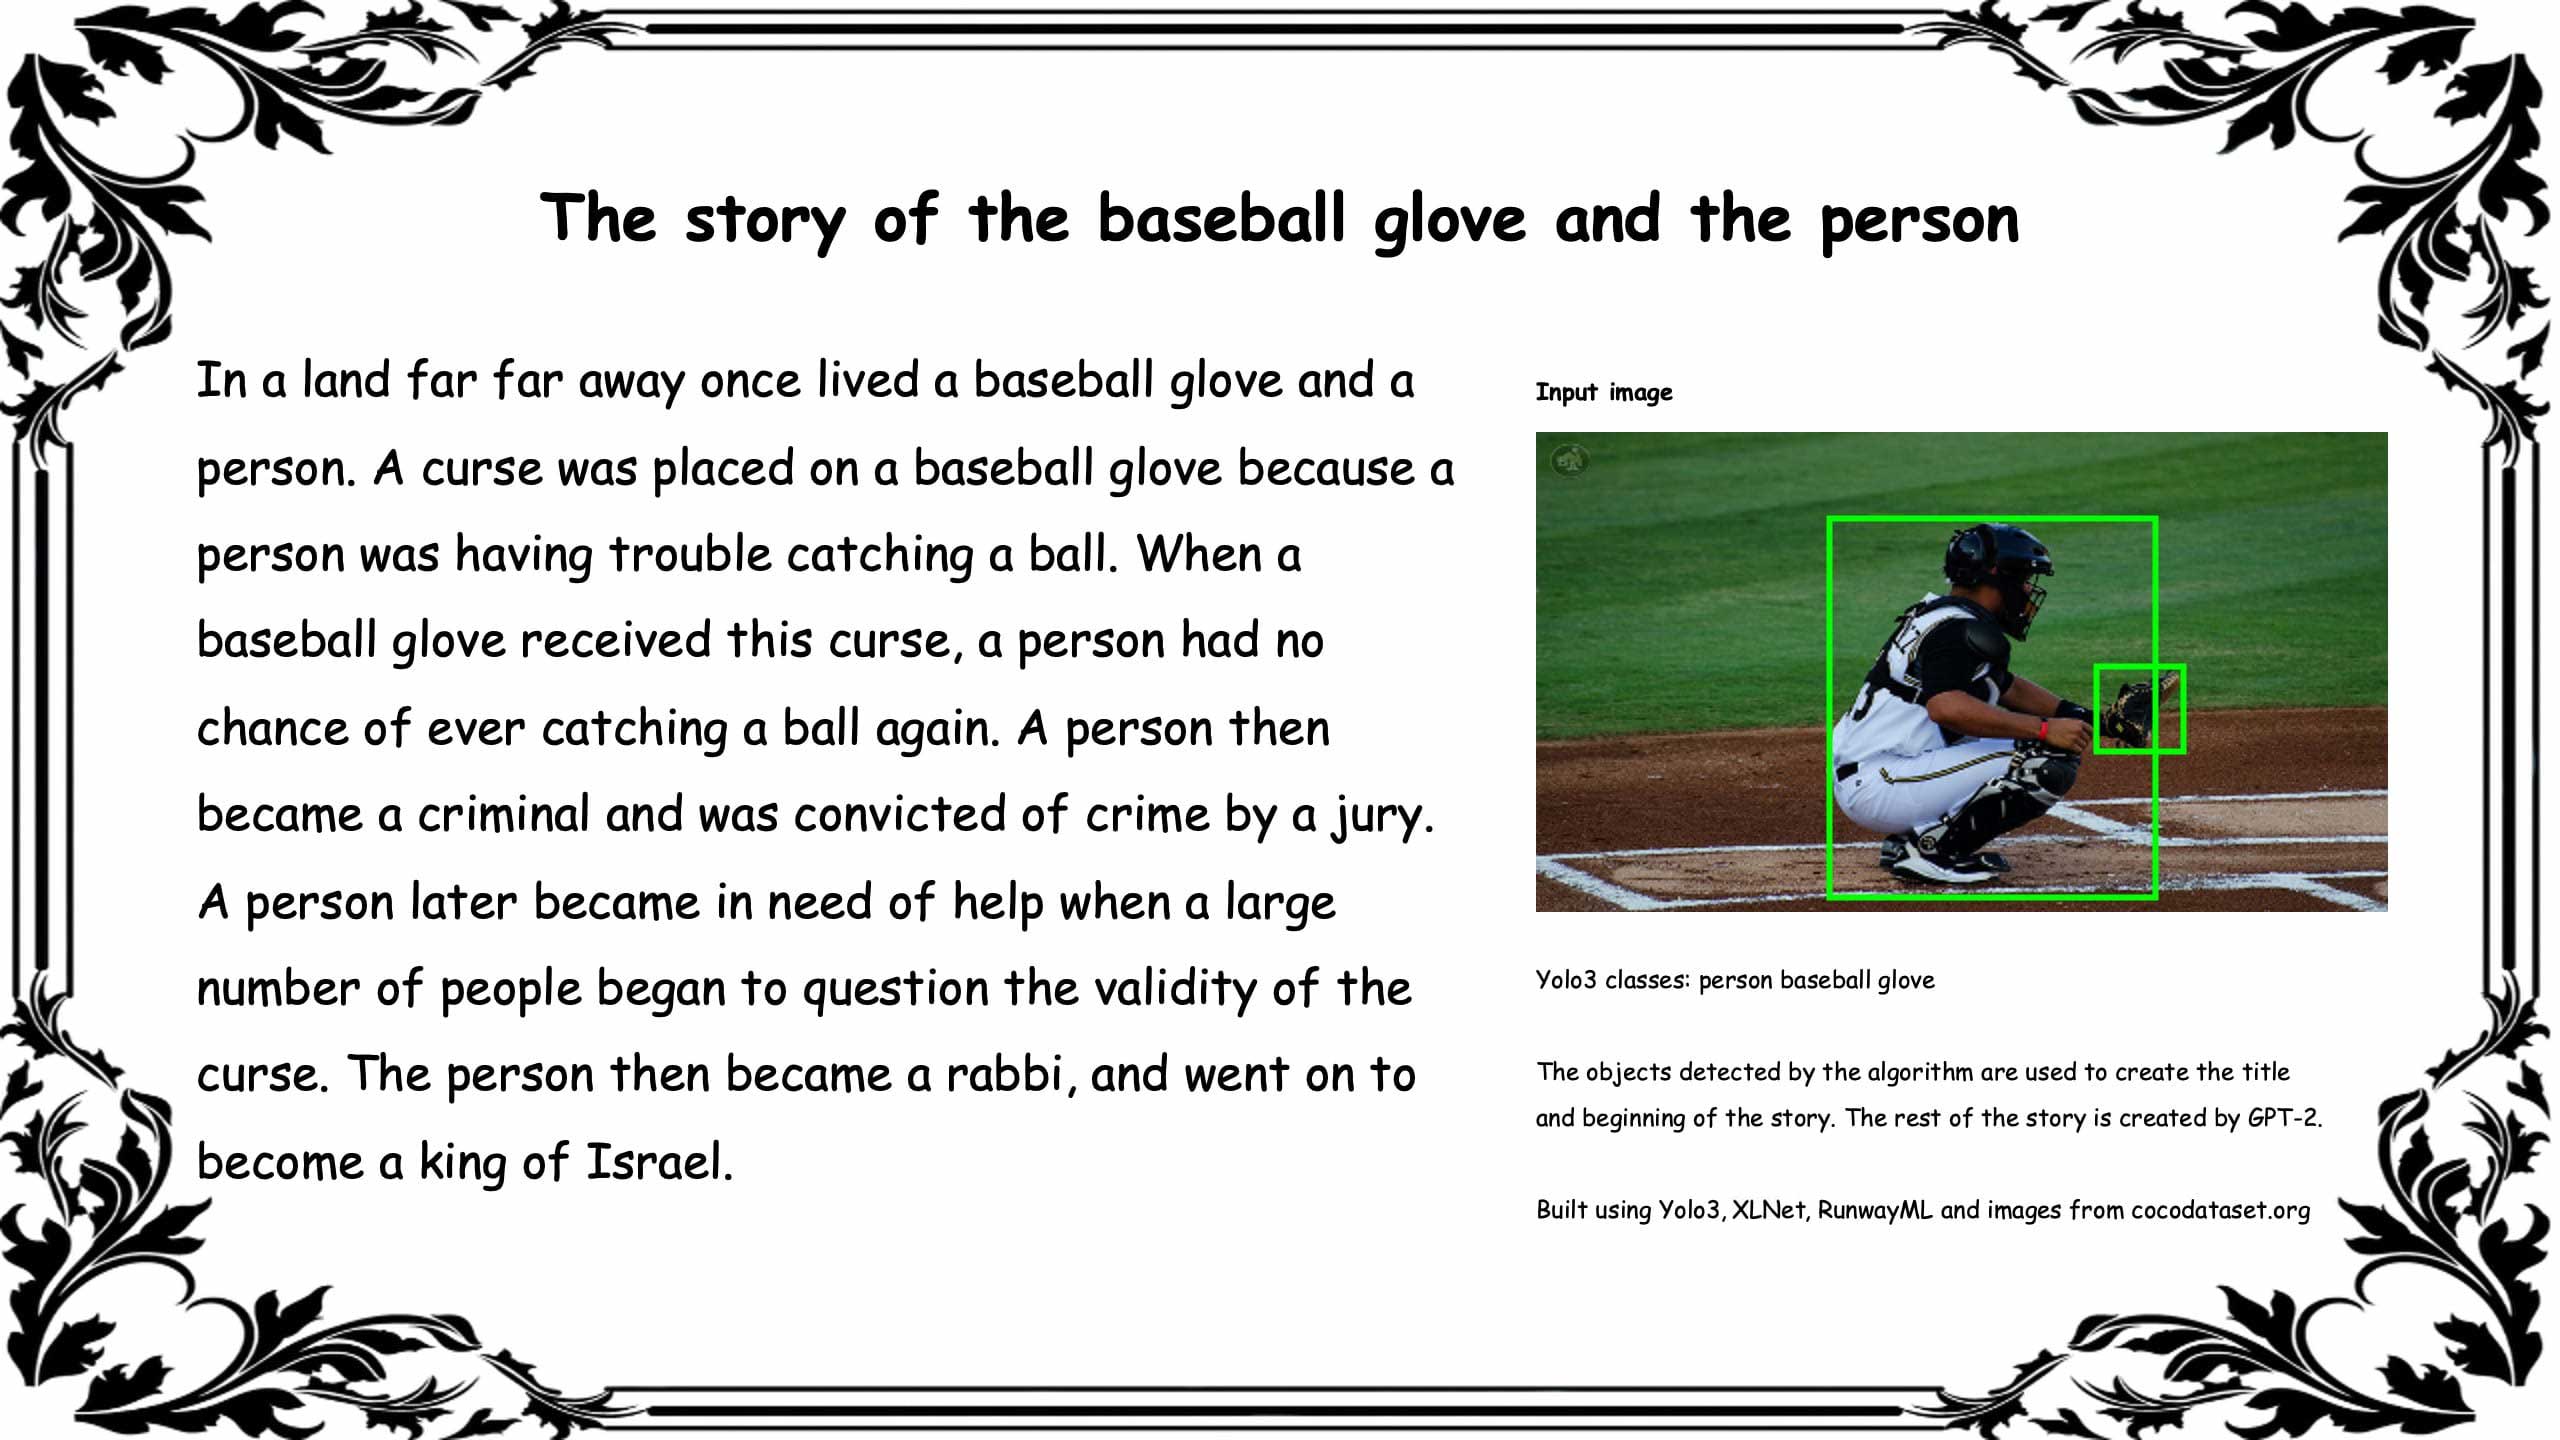 The story of the baseball glove and the person
In a land far far away once lived a baseball glove and a
person. A curse was placed on a baseball glove because a
person was having trouble catching a ball. When a
baseball glove received this curse, a person had no
chance of ever catching a ball again. A person then
became a criminal and was convicted of crime by a jury.
A person later became in need of help when a large
number of people began to question the validity of the
curse. The person then became a rabbi, and went on to
become a king of Israel.
Input image
Yolo3 classes: person baseball glove
The objects detected by the algorithm are used to create the title
and beginning of the story. The rest of the story is created by GPT-2.
Built using Yolo3, XLNet, RunwayML and images from cocodataset.org